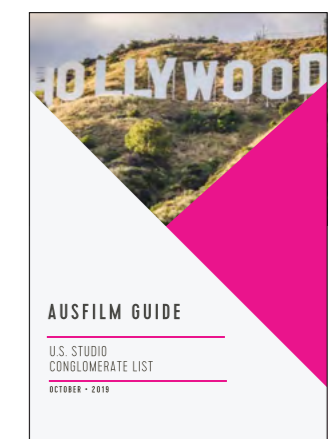 HOLLYWOOD
AUSFILM GUIDE
U.S. STUDIO
CONGLOMERATE LIST
OCTOBER • 2019